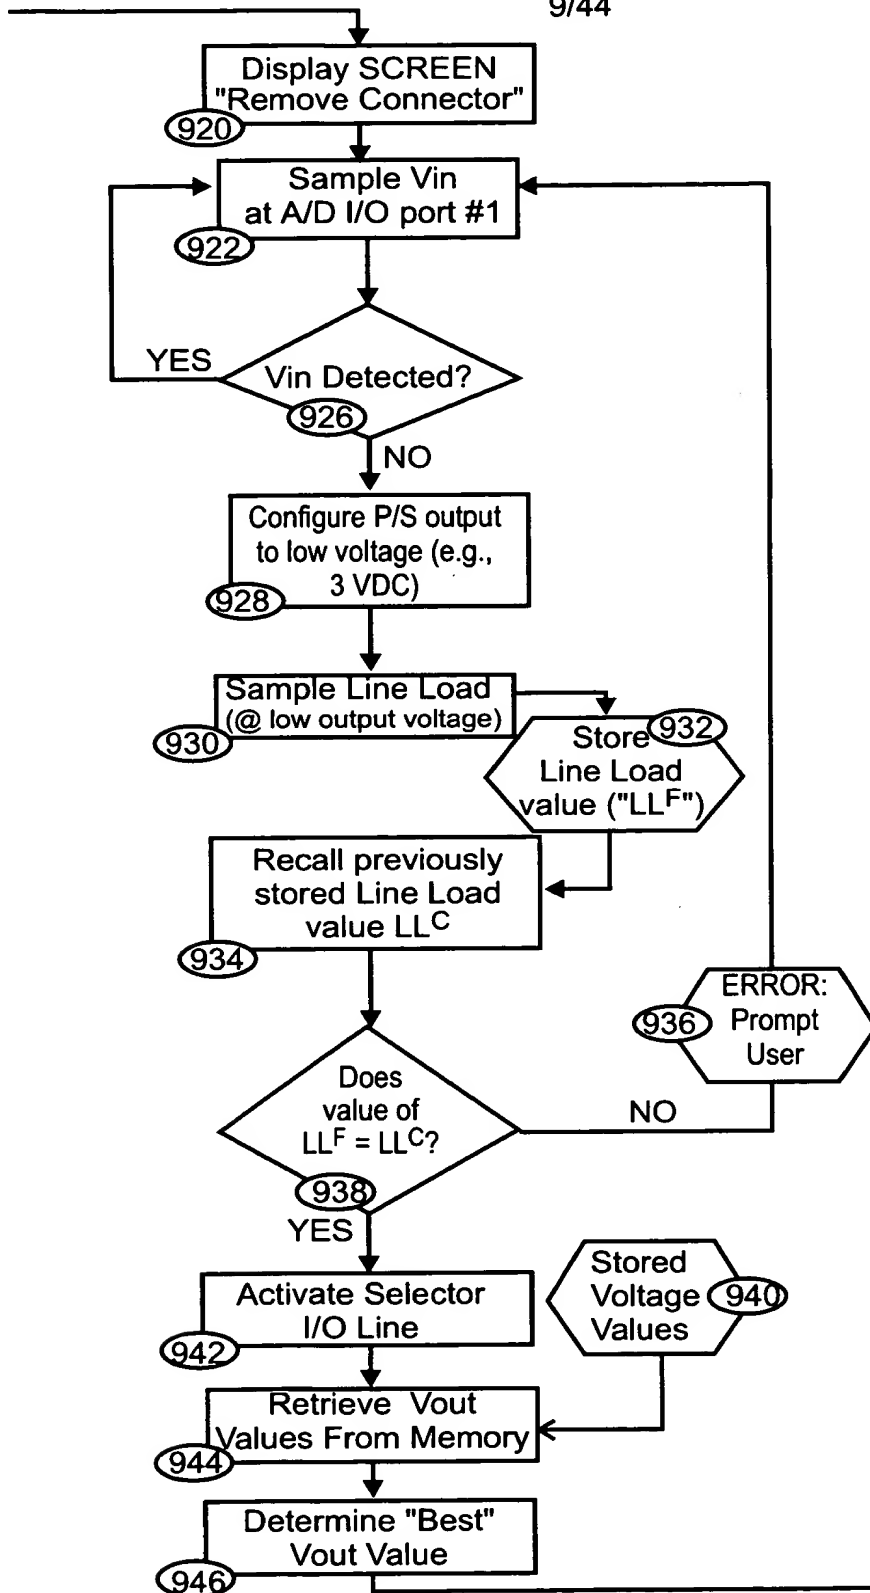 9/44
Display SCREEN
"Remove Connector"
920
Sample Vin
at A/D I/O port #1
922
YES
Vin Detected?
926
NO
Configure P/S output
to low voltage (e.g.,
3 VDC)
928
Sample Line Load
(@ low output voltage)
930
932
Store
Line Load
value ("LLF")
Recall previously
stored Line Load
value LLC
934
ERROR:
Prompt
User
936
Does
value of
LLF = LLC?
938
NO
YES
Stored
Voltage
Values
940
Activate Selector
I/O Line
942
Retrieve Vout
Values From Memory
944
Determine "Best"
Vout Value
946